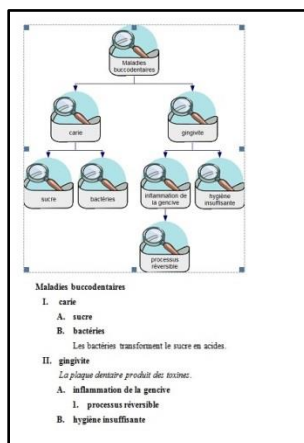 Maladies
buccodentaires
carie
gingivite
sucre
bactéries
inflammation de
la gencive
hygiène
insuffisante
processus
réversible
Maladies buccodentaires
I. carie
A. sucre
B. bactéries
Les bactéries transforment le sucre en acides.
II. gingivite
La plaque dentaire produit des toxines.
A. inflammation de la gencive
1. processus réversible
B. hygiène insuffisante